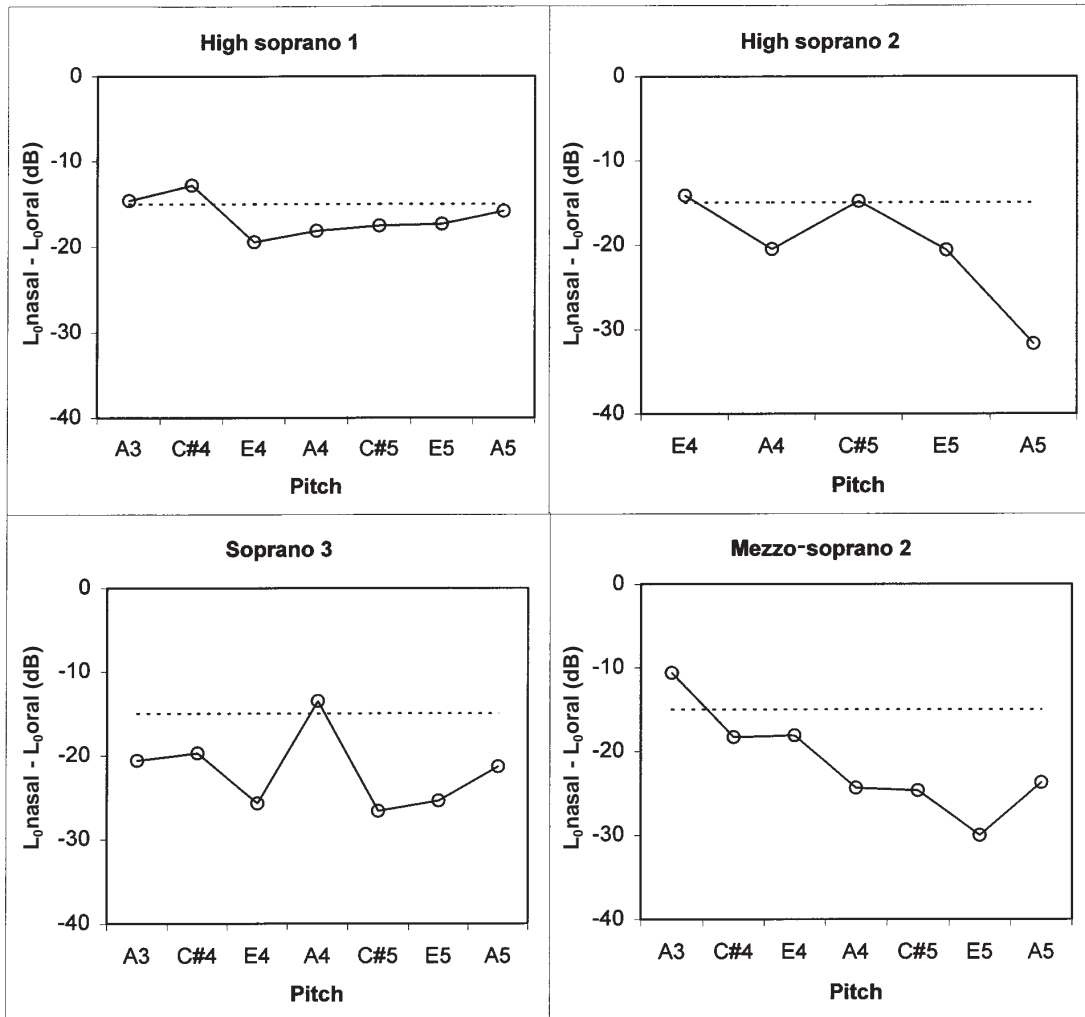 High soprano 1
L₀nasal - L₀oral (dB)
0
-10
-20
-30
-40
A3 C#4 E4 A4 C#5 E5 A5
Pitch
High soprano 2
L₀nasal - L₀oral (dB)
0
-10
-20
-30
-40
E4 A4 C#5 E5 A5
Pitch
Soprano 3
L₀nasal - L₀oral (dB)
0
-10
-20
-30
-40
A3 C#4 E4 A4 C#5 E5 A5
Pitch
Mezzo-soprano 2
L₀nasal - L₀oral (dB)
0
-10
-20
-30
-40
A3 C#4 E4 A4 C#5 E5 A5
Pitch